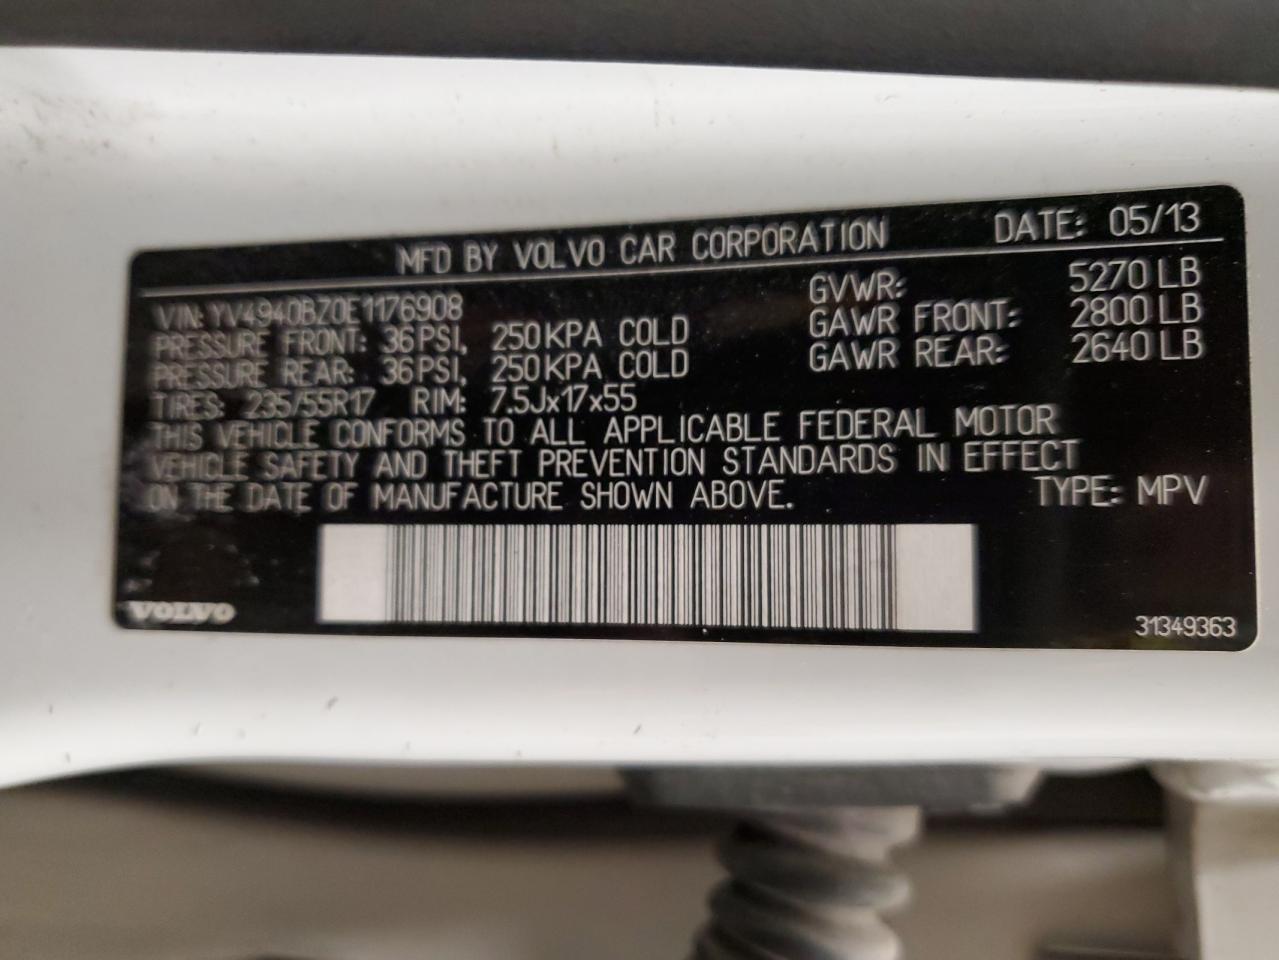 MFD BY VOLVO CAR CORPORATION DATE: 05/13
VIN: YV4940BZ0E1176908
PRESSURE FRONT: 36 PSI, 250 KPA COLD
PRESSURE REAR: 36 PSI, 250 KPA COLD
TIRES: 235/55R17 RIM: 7.5Jx17x55
GVWR: 5270 LB
GAWR FRONT: 2800 LB
GAWR REAR: 2640 LB
THIS VEHICLE CONFORMS TO ALL APPLICABLE FEDERAL MOTOR
VEHICLE SAFETY AND THEFT PREVENTION STANDARDS IN EFFECT
ON THE DATE OF MANUFACTURE SHOWN ABOVE. TYPE: MPV
VOLVO
31349363